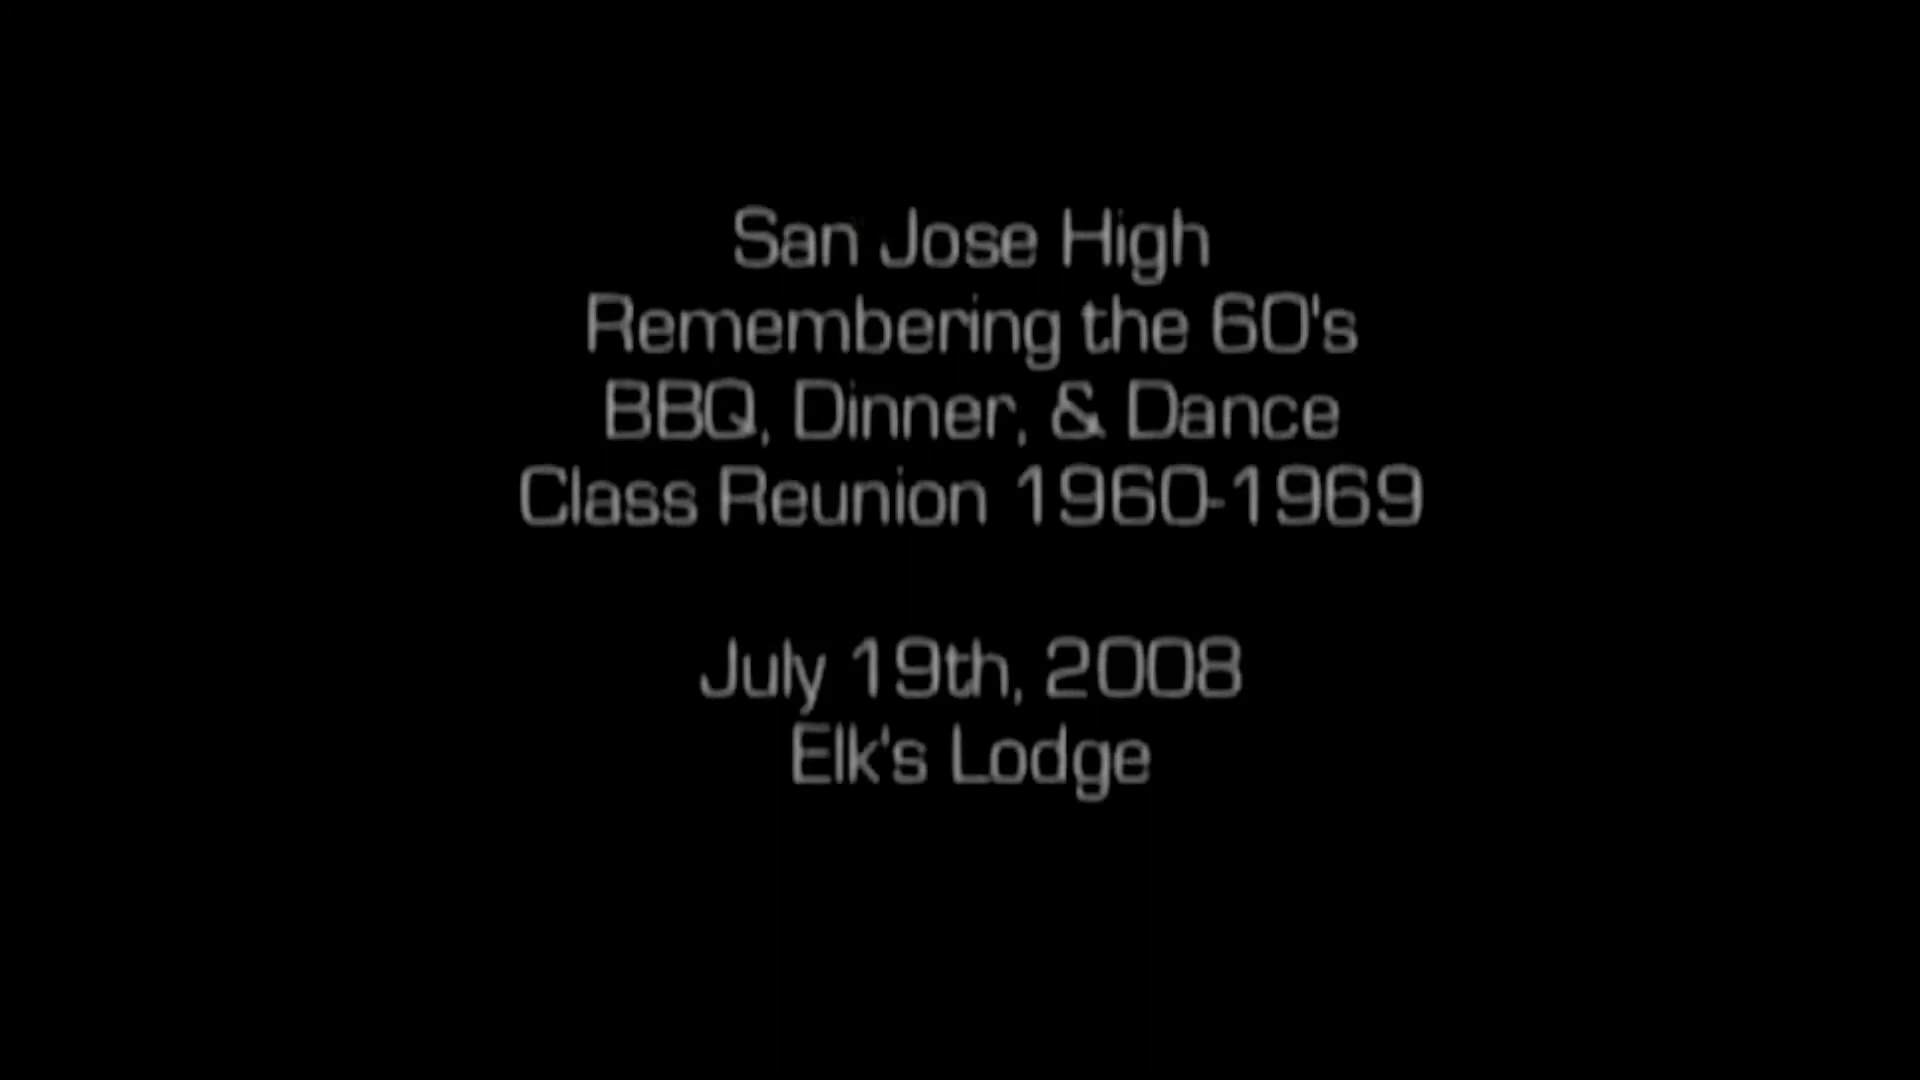 San Jose High
Remembering the 60's
BBQ, Dinner, & Dance
Class Reunion 1960-1969
July 19th, 2008
Elk's Lodge